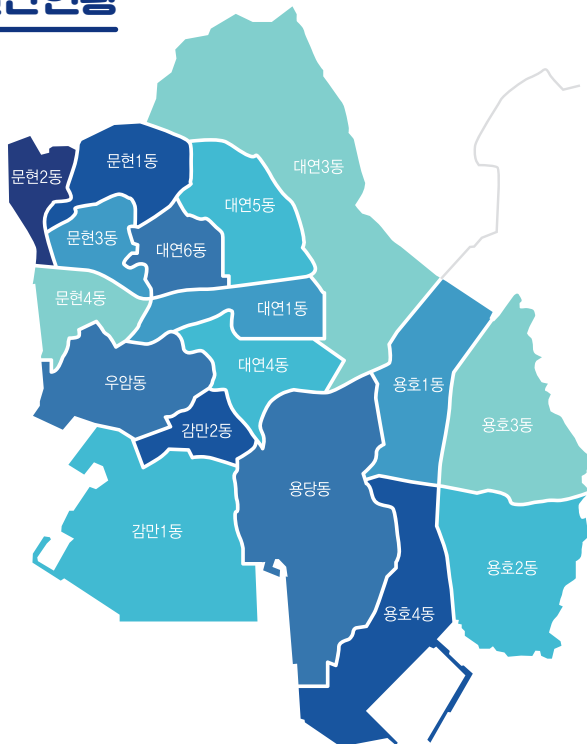 현황
대연3동
문현1동
문현2동
대연5동
문현3동
대연6동
문현4동
대연1동
대연4동
우암동
용호1동
감만2동
용호3동
용당동
감만1동
용호2동
용호4동